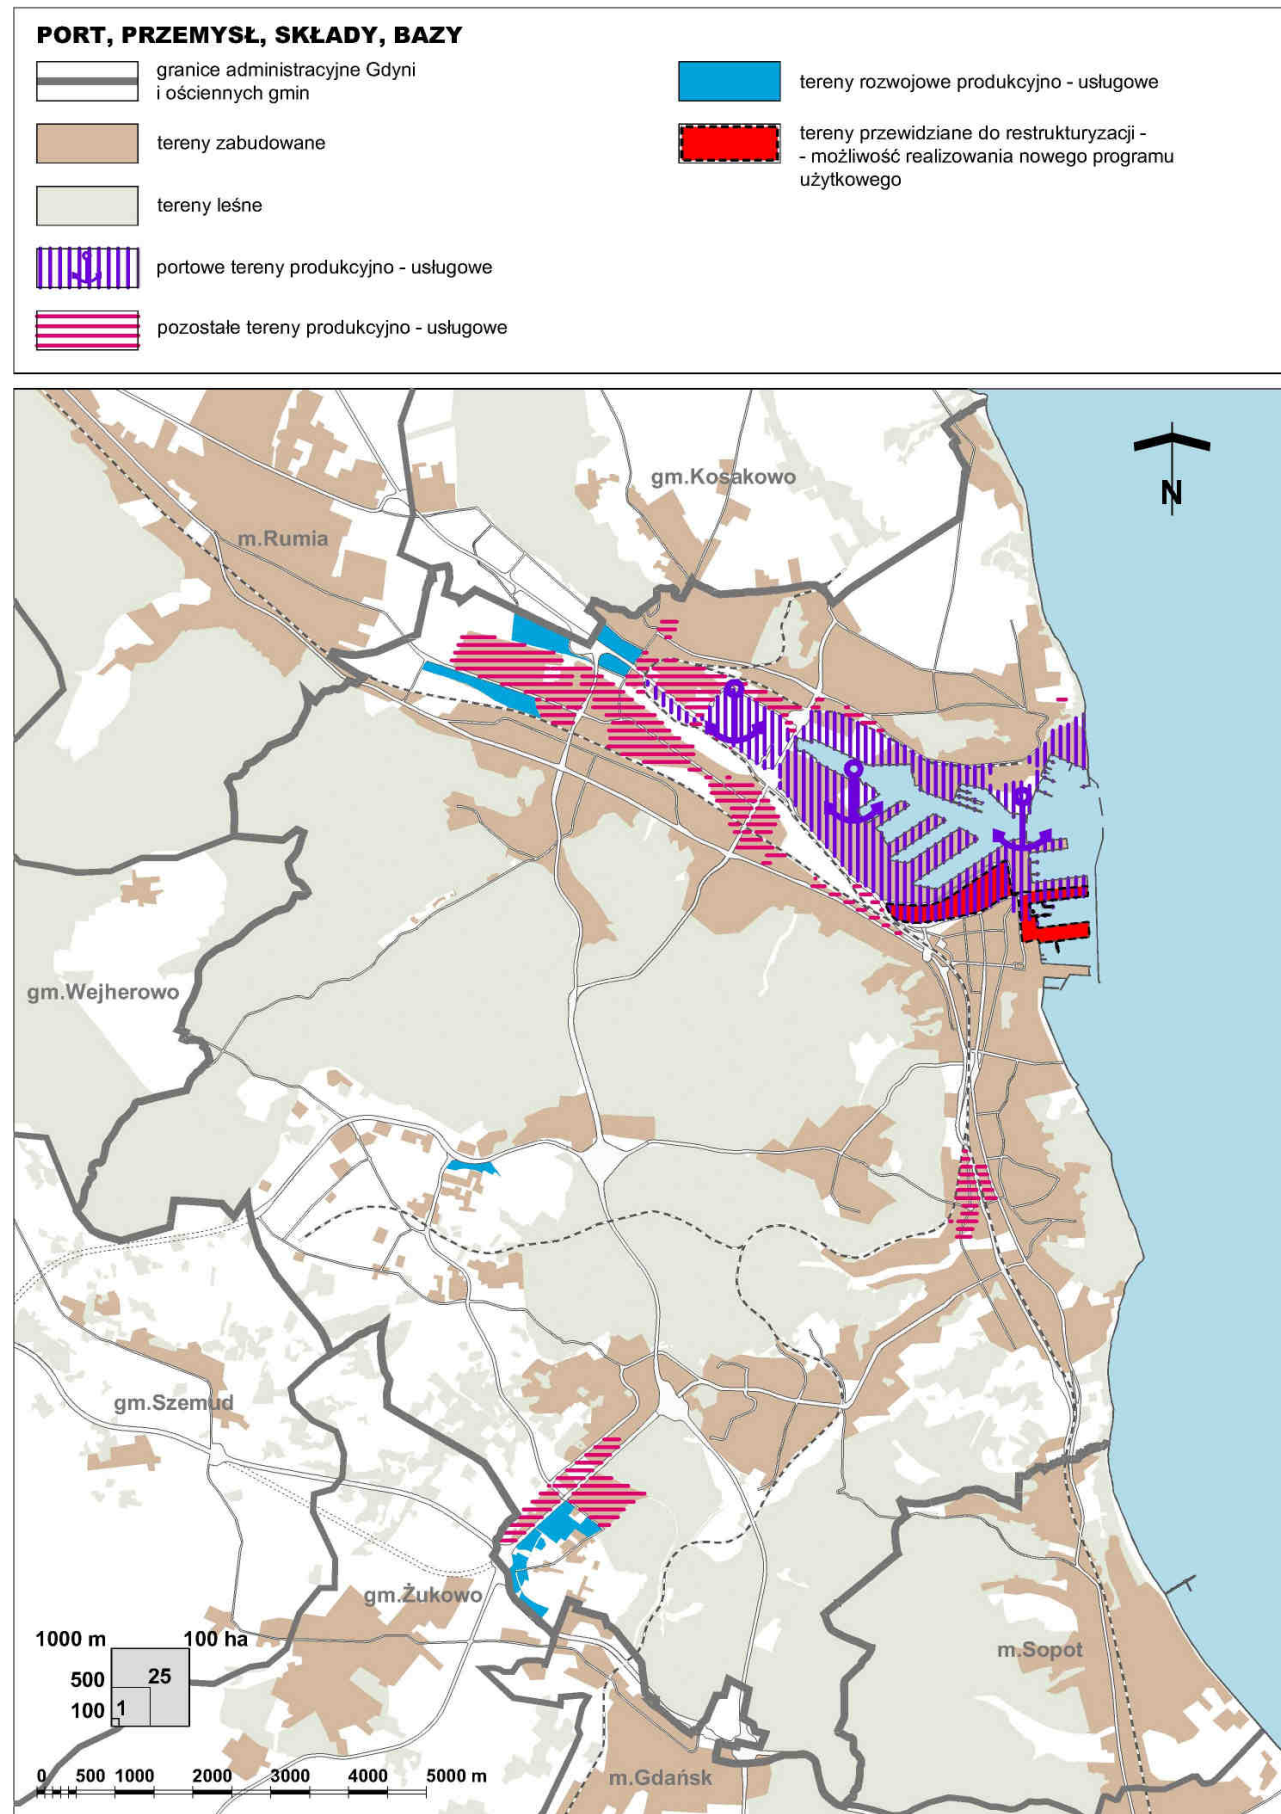 PORT, PRZEMYSŁ, SKŁADY, BAZY
granice administracyjne Gdyni
i ościennych gmin
tereny zabudowane
tereny leśne
portowe tereny produkcyjno - usługowe
pozostałe tereny produkcyjno - usługowe
tereny rozwojowe produkcyjno - usługowe
tereny przewidziane do restrukturyzacji -
- możliwość realizowania nowego programu
użytkowego
N
gm.Kosakowo
m.Rumia
gm.Wejherowo
gm.Szemud
gm.Żukowo
m.Sopot
m.Gdańsk
1000 m 100 ha
500 25
100 1
0 500 1000 2000 3000 4000 5000 m